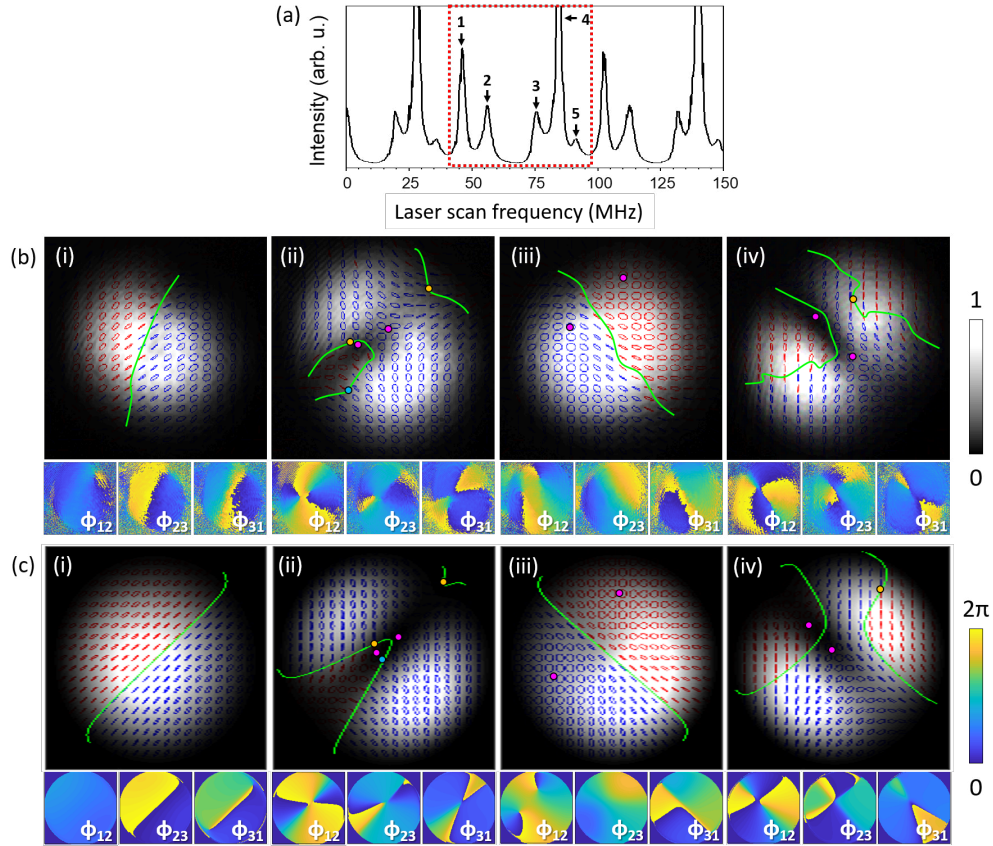 (a)
Intensity (arb. u.)
1
2
3
4
5
0 25 50 75 100 125 150
Laser scan frequency (MHz)
(b)
(i) (ii) (iii) (iv)
1
0
Φ12 Φ23 Φ31 Φ12 Φ23 Φ31 Φ12 Φ23 Φ31 Φ12 Φ23 Φ31
(c)
(i) (ii) (iii) (iv)
2π
0
Φ12 Φ23 Φ31 Φ12 Φ23 Φ31 Φ12 Φ23 Φ31 Φ12 Φ23 Φ31